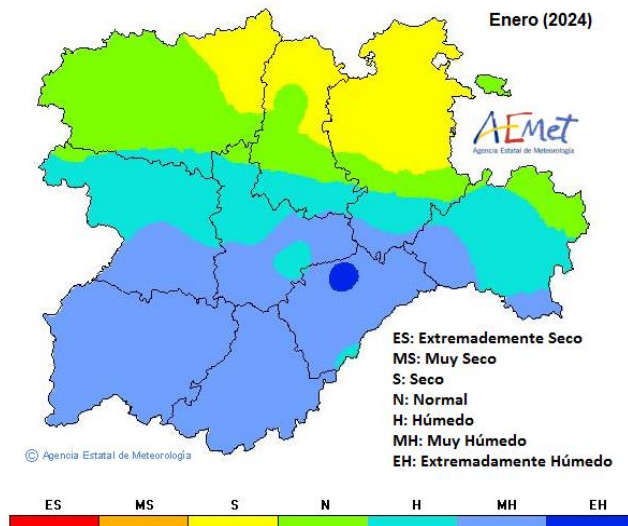 Enero (2024)
AEMet
Agencia Estatal de Meteorología
ES: Extremademente Seco
MS: Muy Seco
S: Seco
N: Normal
H: Húmedo
MH: Muy Húmedo
EH: Extremadamente Húmedo
© Agencia Estatal de Meteorología
ES MS S N H MH EH